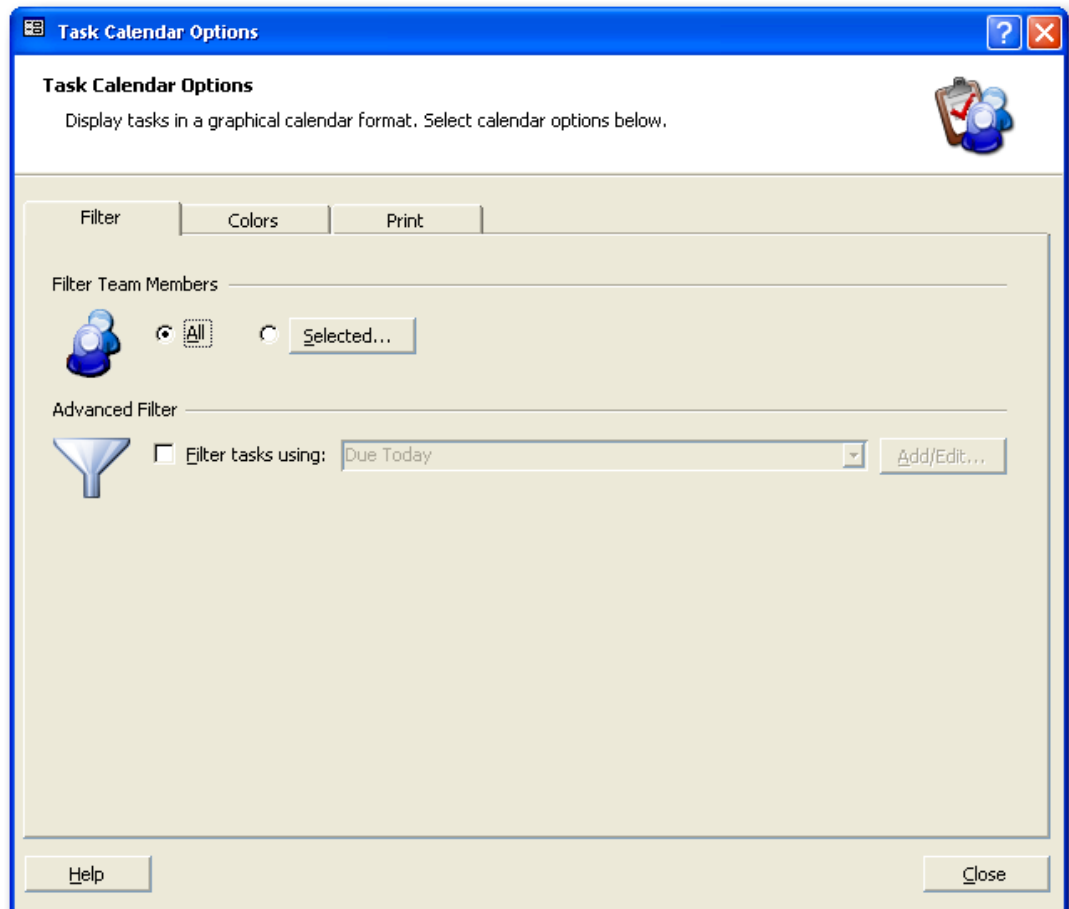 Task Calendar Options
Task Calendar Options
Display tasks in a graphical calendar format. Select calendar options below.
Filter Colors Print
Filter Team Members
All Selected...
Advanced Filter
Filter tasks using: Due Today Add/Edit...
Help Close